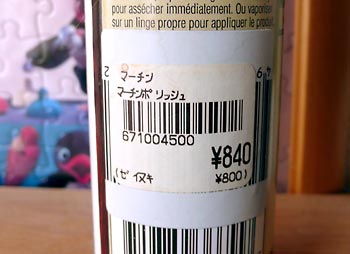 pour assécher immédiatement. Ou vaporiser
sur un linge propre pour appliquer le produit.
マーチン
マーチンポ リッシュ
671004500
¥840
(ゼ イヌキ ¥800)